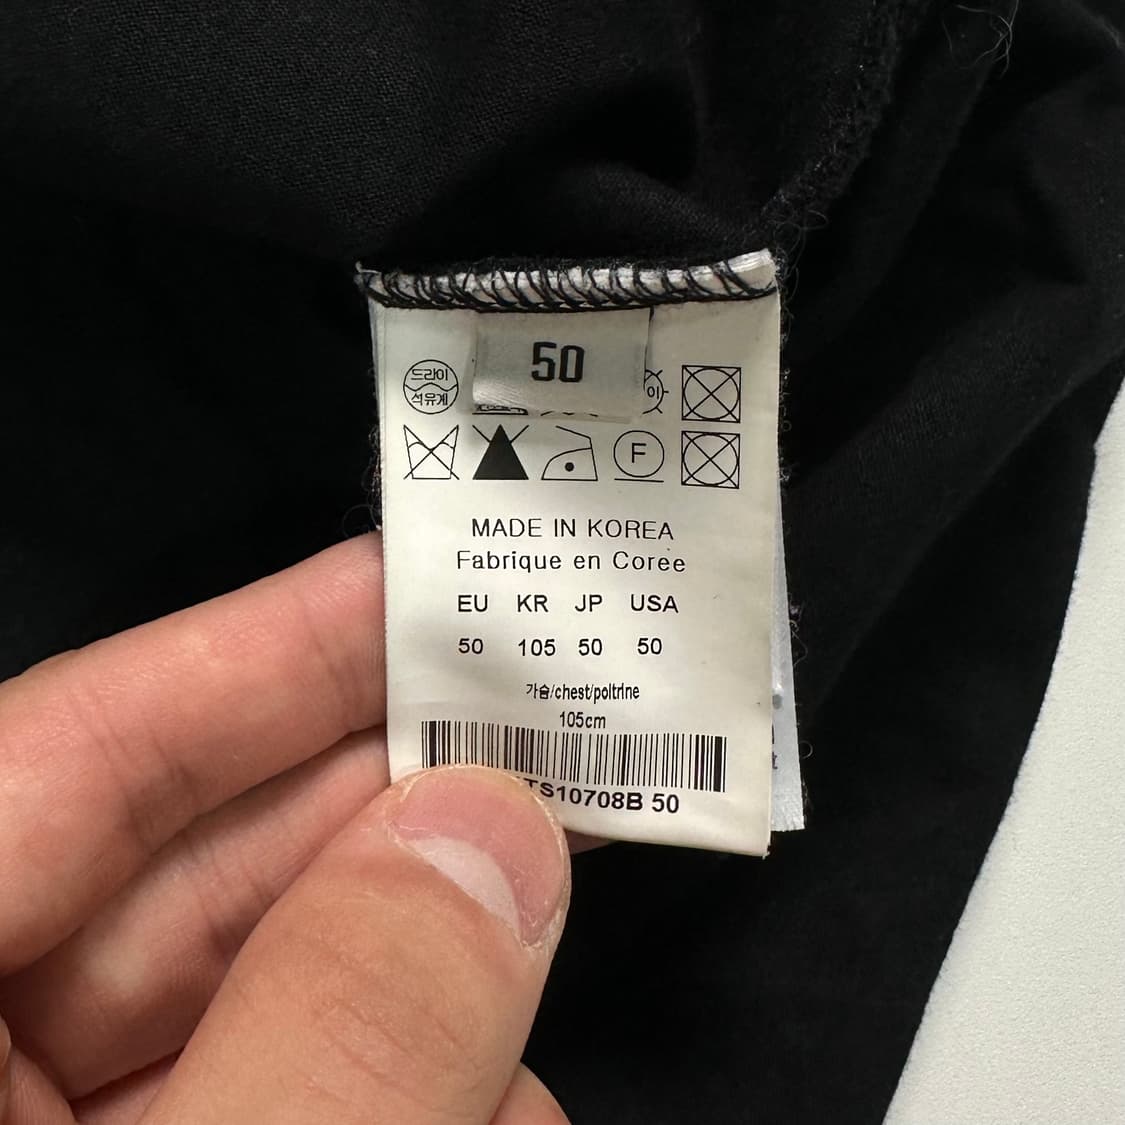 50
드라이
석유계
F
MADE IN KOREA
Fabrique en Coree
EU KR JP USA
50 105 50 50
가슴/chest/poltrine
105cm
TS10708B 50